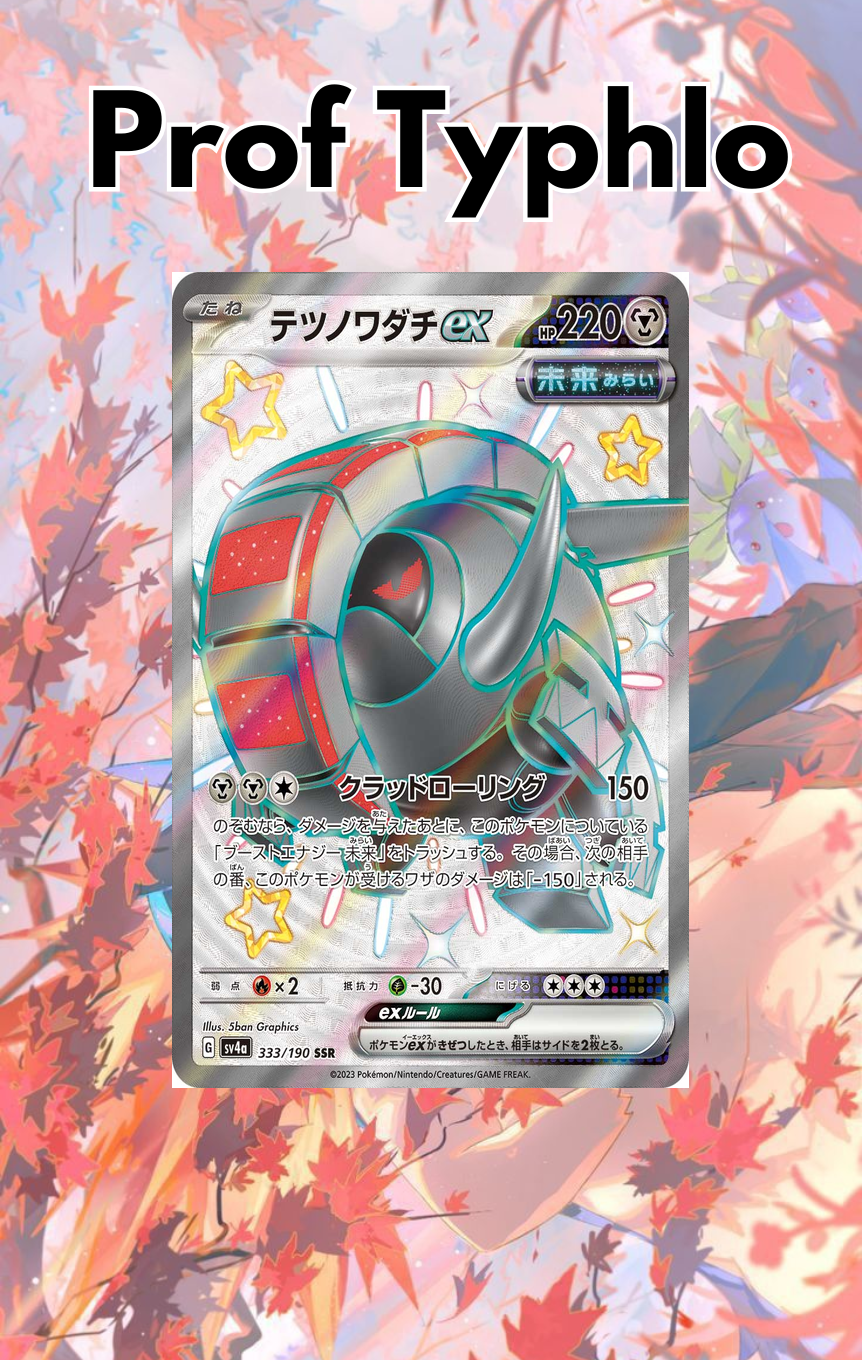 Prof Typhlo
たね
テツノワダチex
HP220
未来 みらい
クラッドローリング 150
のぞむなら、ダメージを与えたあとに、このポケモンについている
「ブーストエナジー 未来」をトラッシュする。その場合、次の相手
の番、このポケモンが受けるワザのダメージは「-150」される。
弱点 ×2 抵抗力 -30 にげる
exルール
ポケモンexがきぜつしたとき、相手はサイドを2枚とる。
Illus. 5ban Graphics
G sv4a 333/190 SSR
©2023 Pokémon/Nintendo/Creatures/GAME FREAK.